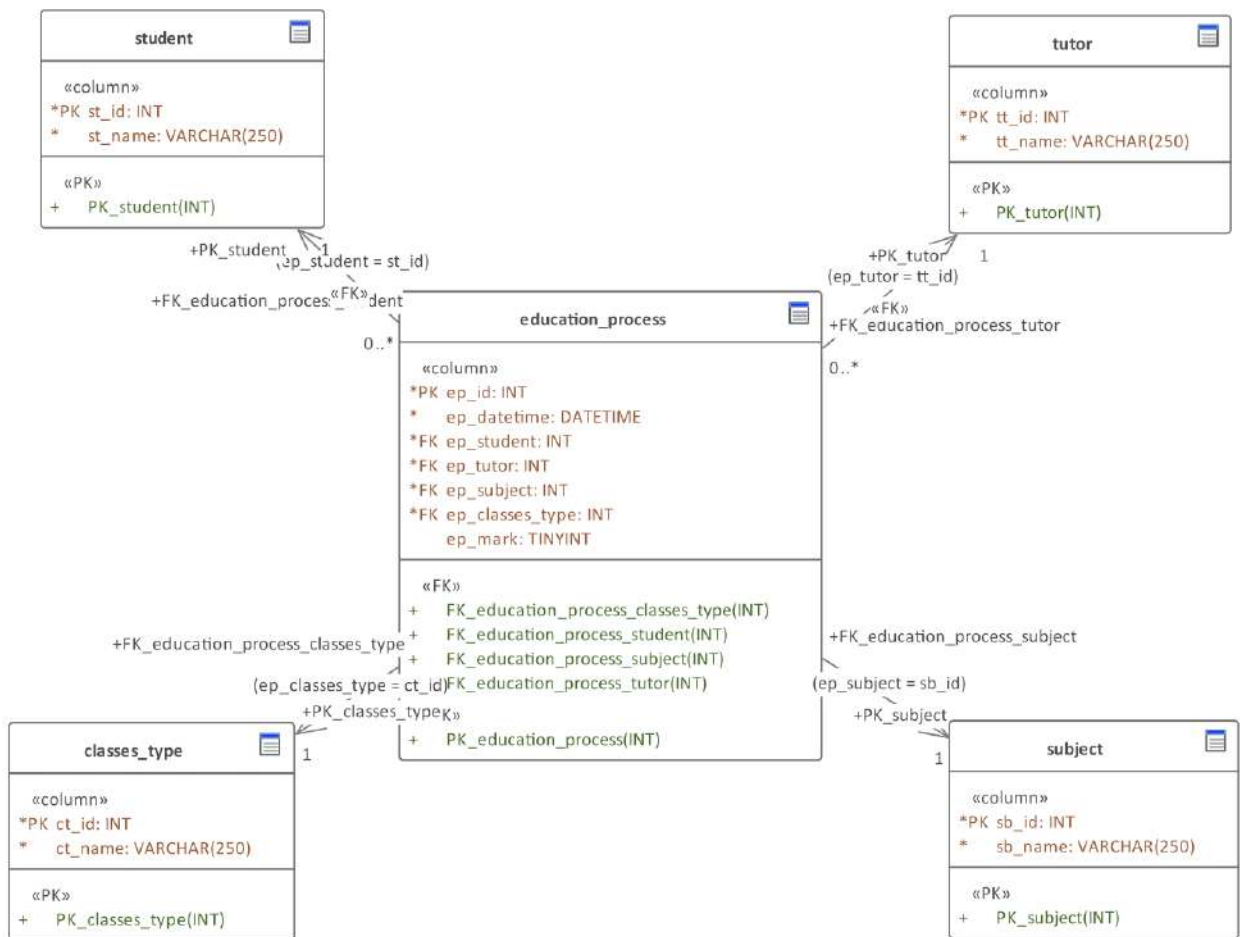 student
«column»
*PK st_id: INT
* st_name: VARCHAR(250)
«PK»
+ PK_student(INT)
tutor
«column»
*PK tt_id: INT
* tt_name: VARCHAR(250)
«PK»
+ PK_tutor(INT)
+PK_student 1
(ep_student = st_id)
«FK»
+FK_education_process dent
0..*
+PK_tutor 1
(ep_tutor = tt_id)
«FK»
+FK_education_process_tutor
0..*
education_process
«column»
*PK ep_id: INT
* ep_datetime: DATETIME
*FK ep_student: INT
*FK ep_tutor: INT
*FK ep_subject: INT
*FK ep_classes_type: INT
ep_mark: TINYINT
«FK»
+ FK_education_process_classes_type(INT)
+ FK_education_process_student(INT)
+ FK_education_process_subject(INT)
FK_education_process_tutor(INT)
K»
+ PK_education_process(INT)
+FK_education_process_classes_type
(ep_classes_type = ct_id)
+PK_classes_type
1
+FK_education_process_subject
(ep_subject = sb_id)
+PK_subject
1
classes_type
«column»
*PK ct_id: INT
* ct_name: VARCHAR(250)
«PK»
+ PK_classes_type(INT)
subject
«column»
*PK sb_id: INT
* sb_name: VARCHAR(250)
«PK»
+ PK_subject(INT)